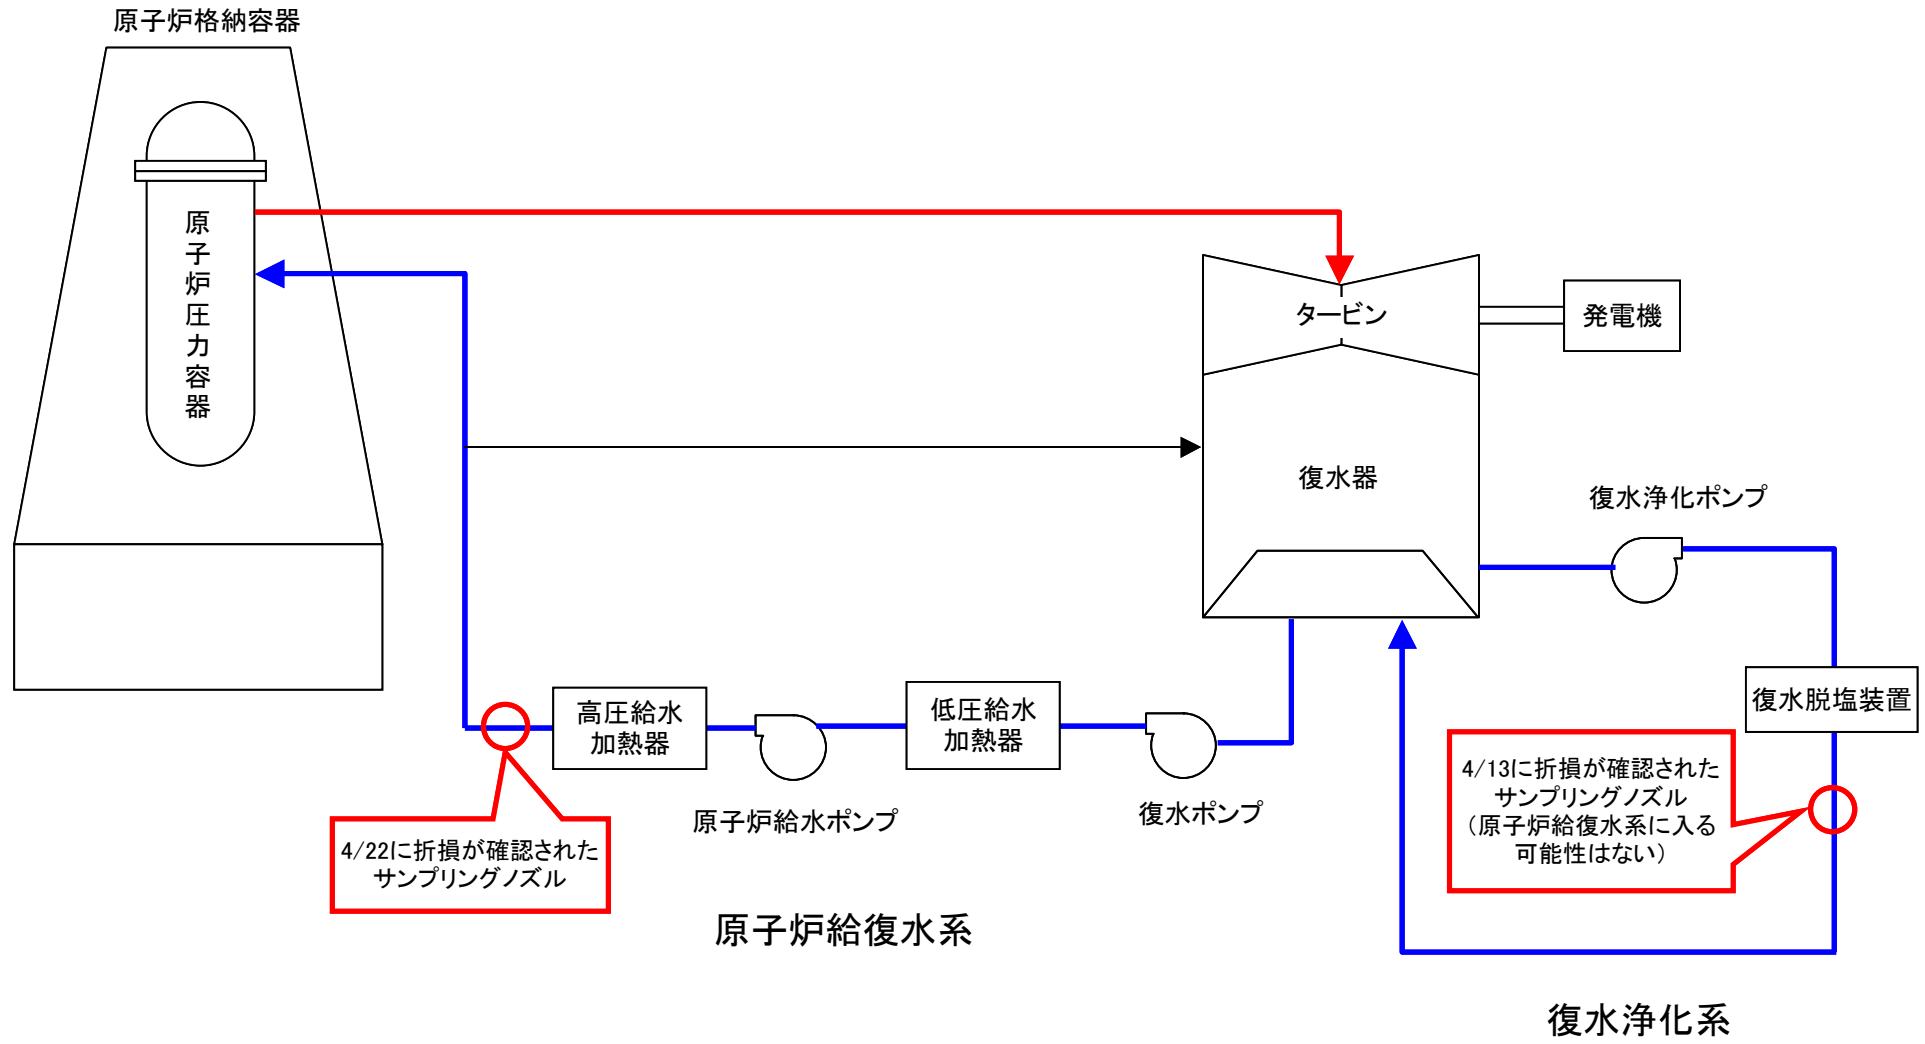 原子炉格納容器
原子炉圧力容器
タービン
発電機
復水器
復水浄化ポンプ
高圧給水
加熱器
低圧給水
加熱器
復水脱塩装置
原子炉給水ポンプ
復水ポンプ
4/22に折損が確認された
サンプリングノズル
4/13に折損が確認された
サンプリングノズル
（原子炉給復水系に入る
可能性はない）
原子炉給復水系
復水浄化系